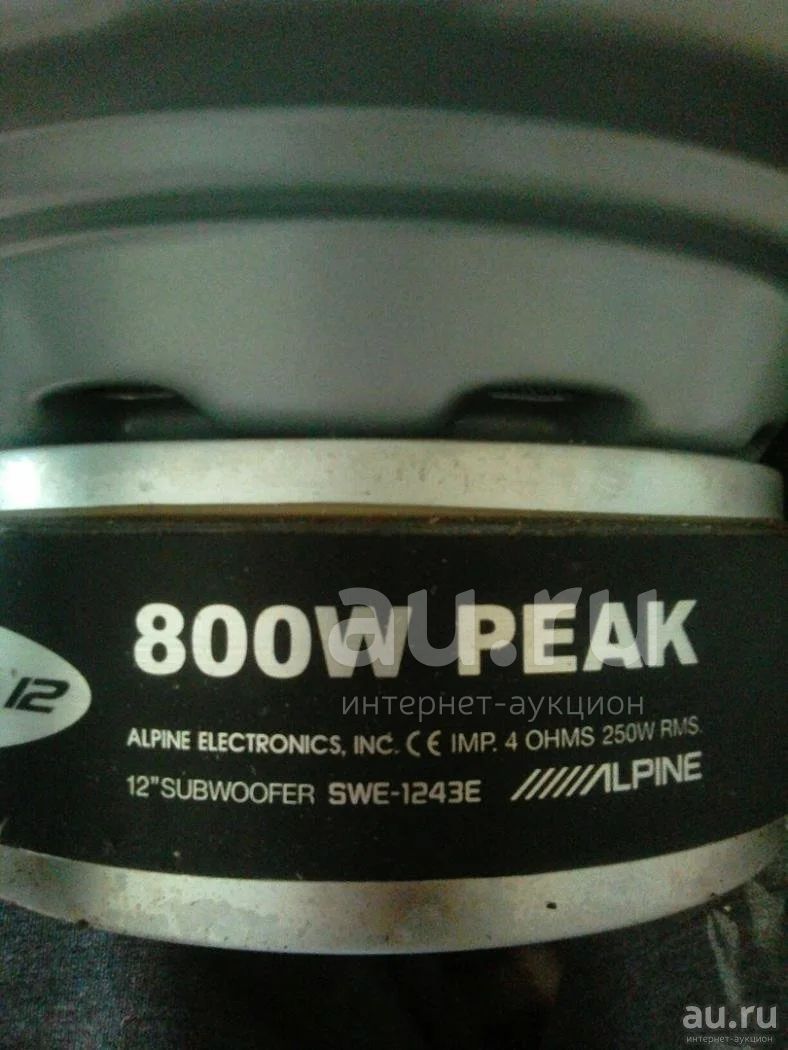 800W PEAK
au.ru
интернет-аукцион
12
ALPINE ELECTRONICS, INC. CE IMP. 4 OHMS 250W RMS.
12" SUBWOOFER SWE-1243E ALPINE
au.ru
интернет-аукцион